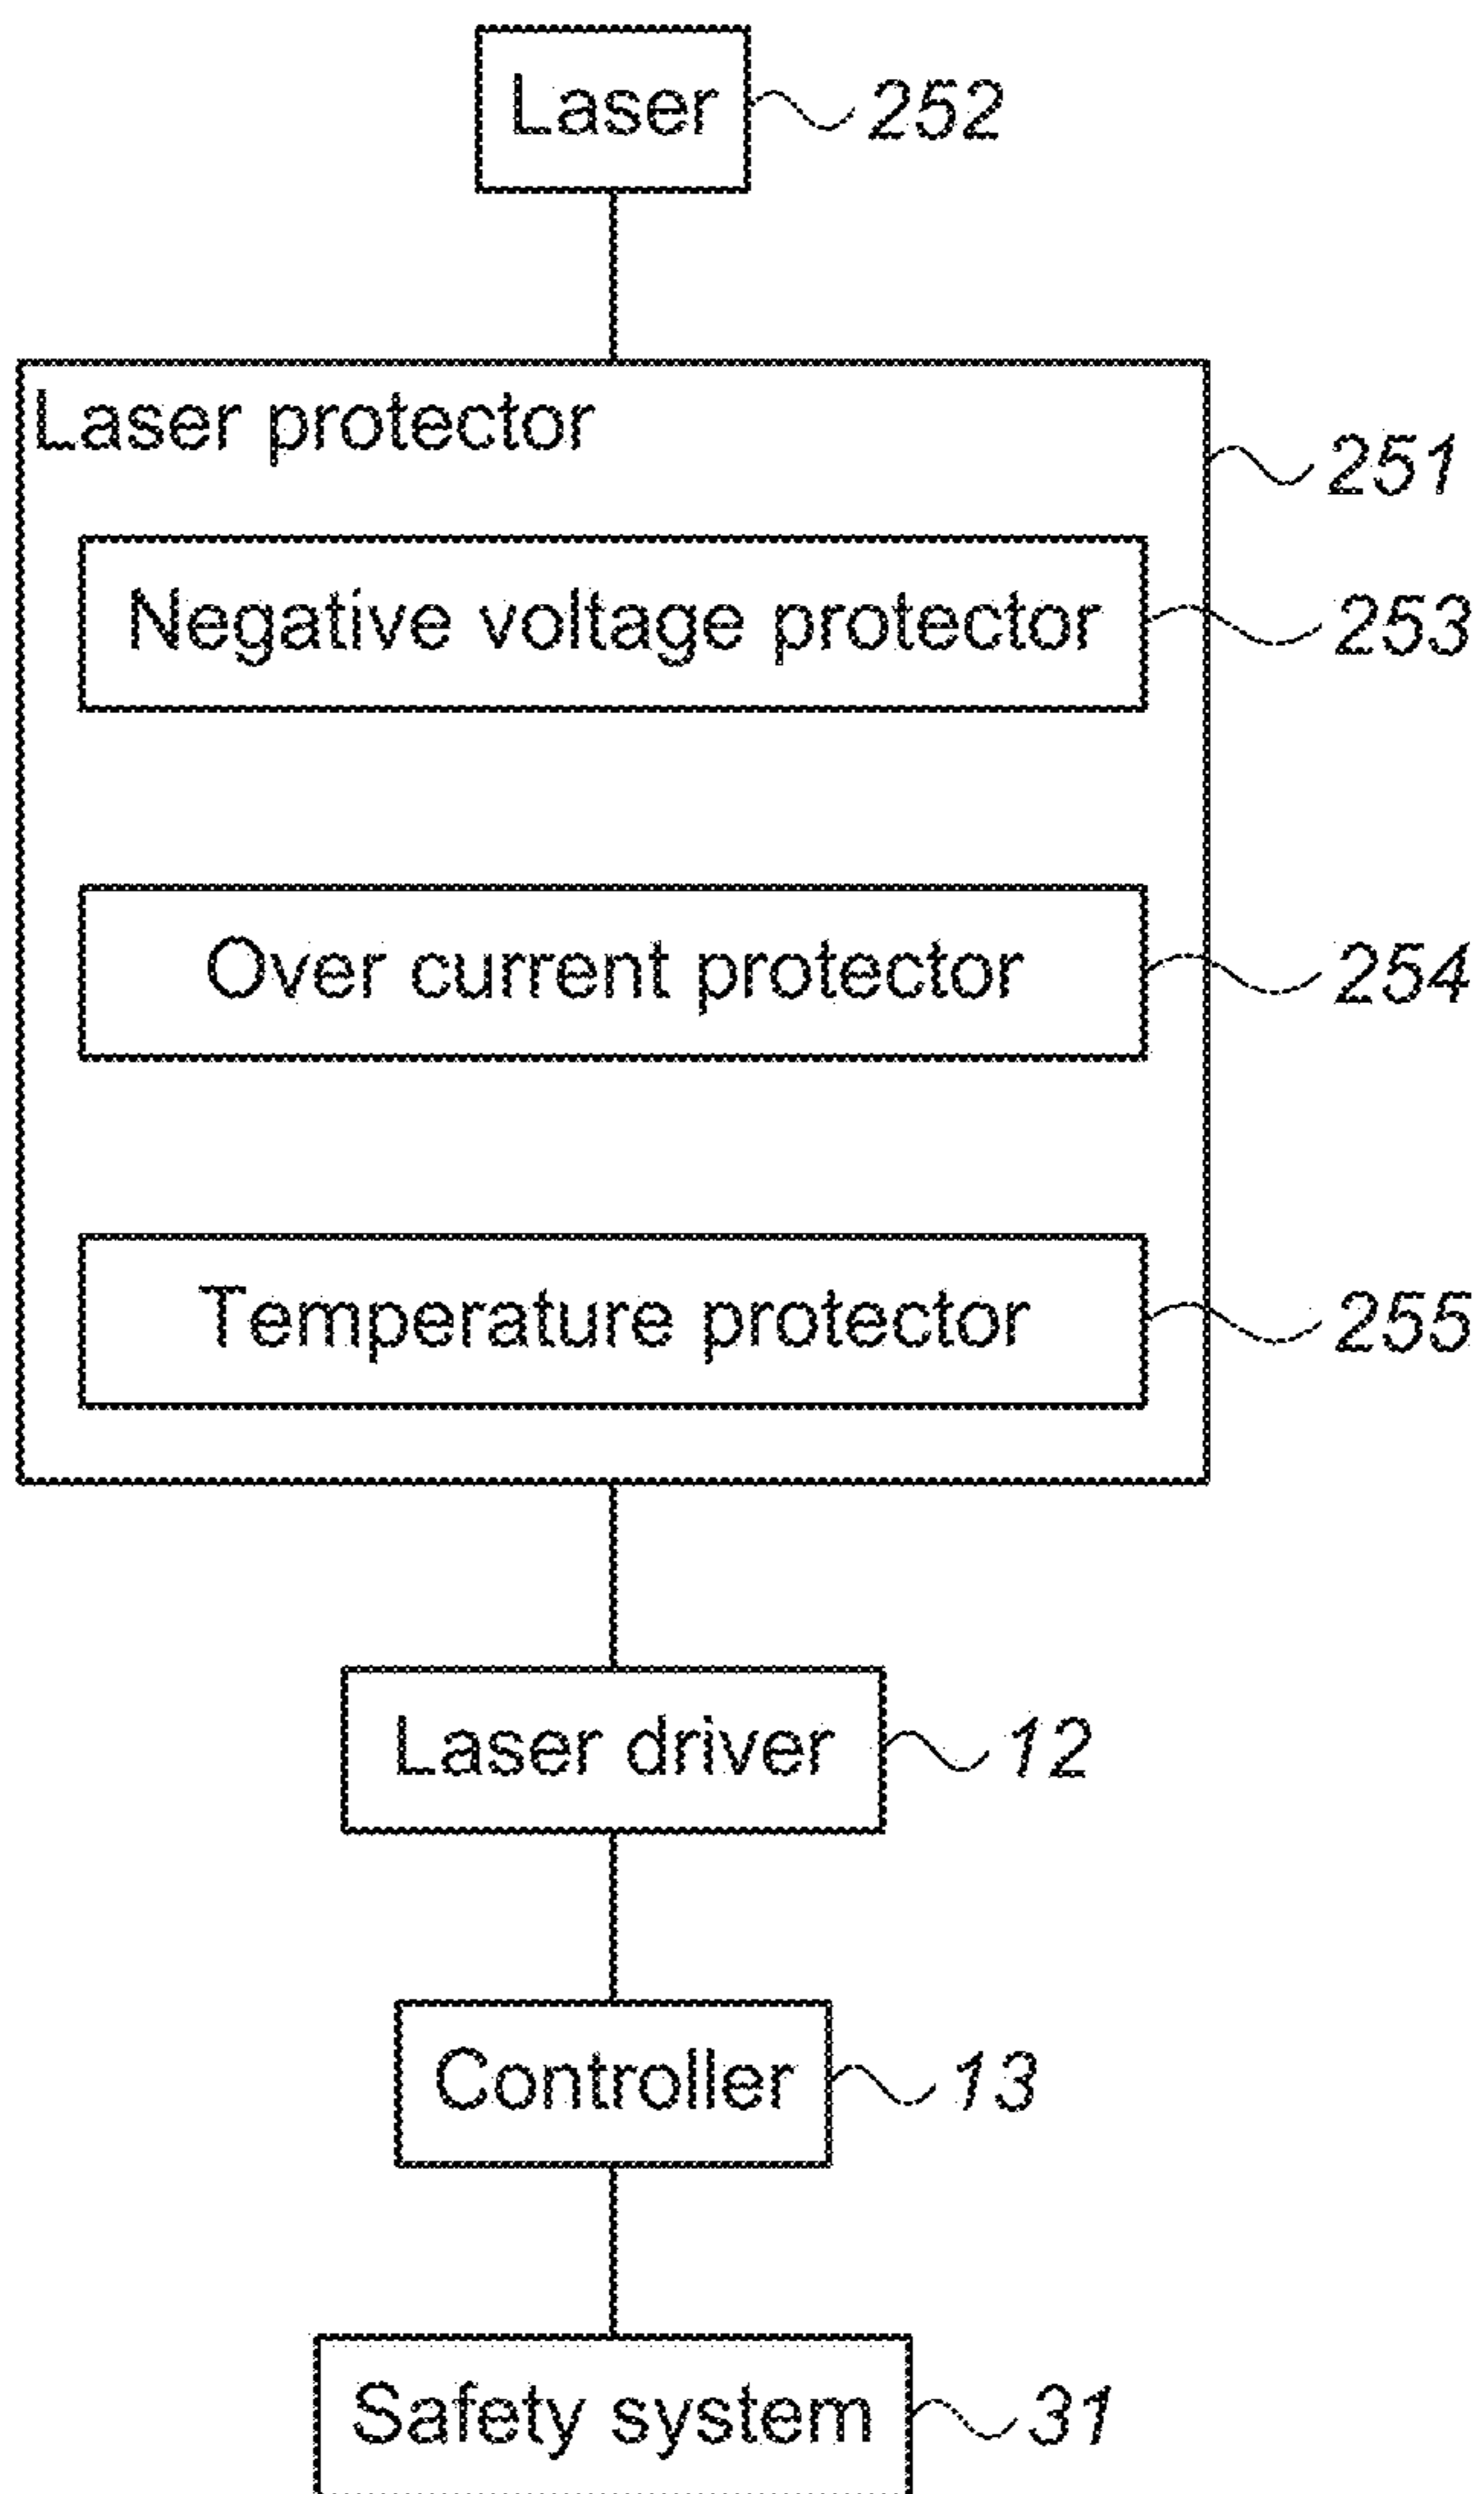 Laser 252
Laser protector
251
Negative voltage protector 253
Over current protector 254
Temperature protector 255
Laser driver 12
Controller 13
Safety system 31